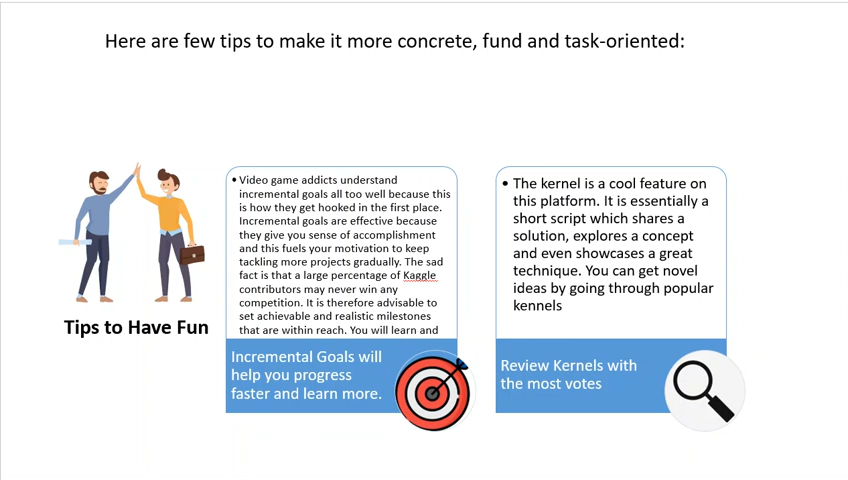 Here are few tips to make it more concrete, fund and task-oriented:
• Video game addicts understand
incremental goals all too well because this
is how they get hooked in the first place.
Incremental goals are effective because
they give you sense of accomplishment
and this fuels your motivation to keep
tackling more projects gradually. The sad
fact is that a large percentage of Kaggle
contributors may never win any
competition. It is therefore advisable to
set achievable and realistic milestones
that are within reach. You will learn and
• The kernel is a cool feature on
this platform. It is essentially a
short script which shares a
solution, explores a concept
and even showcases a great
technique. You can get novel
ideas by going through popular
kennels
Tips to Have Fun
Incremental Goals will
help you progress
faster and learn more.
Review Kernels with
the most votes